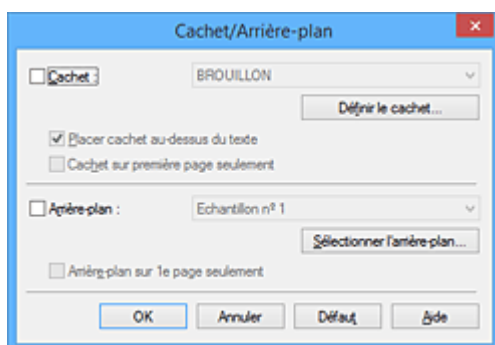 Cachet/Arrière-plan
Cachet : BROUILLON
Définir le cachet...
Placer cachet au-dessus du texte
Cachet sur première page seulement
Arrière-plan : Echantillon nº 1
Sélectionner l'arrière-plan...
Arrière-plan sur 1e page seulement
OK Annuler Défaut Aide